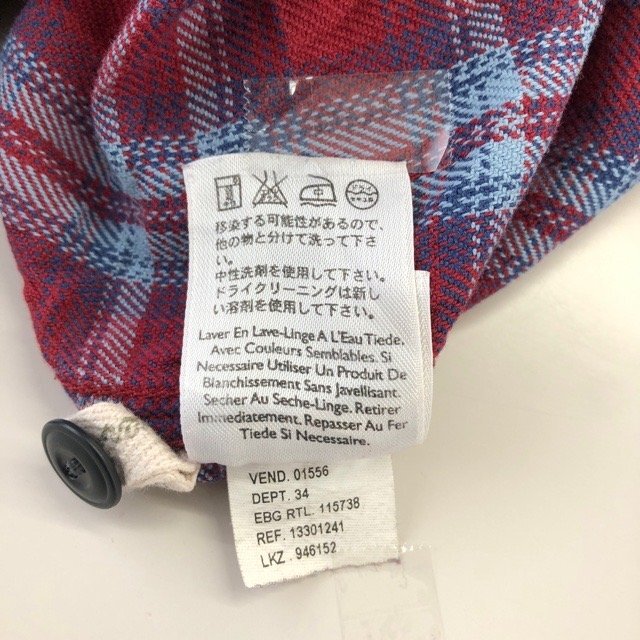 移染する可能性があるので、
他の物と分けて洗って下さ
い。
中性洗剤を使用して下さい。
ドライクリーニングは新し
い溶剤を使用して下さい。
Laver En Lave-Linge A L'Eau Tiede.
Avec Couleurs Semblables. Si
Necessaire Utiliser Un Produit De
Blanchissement Sans Javellisant.
Secher Au Seche-Linge. Retirer
Immediatement. Repasser Au Fer
Tiede Si Necessaire.
VEND. 01556
DEPT. 34
EBG RTL. 115738
REF. 13301241
LKZ . 946152